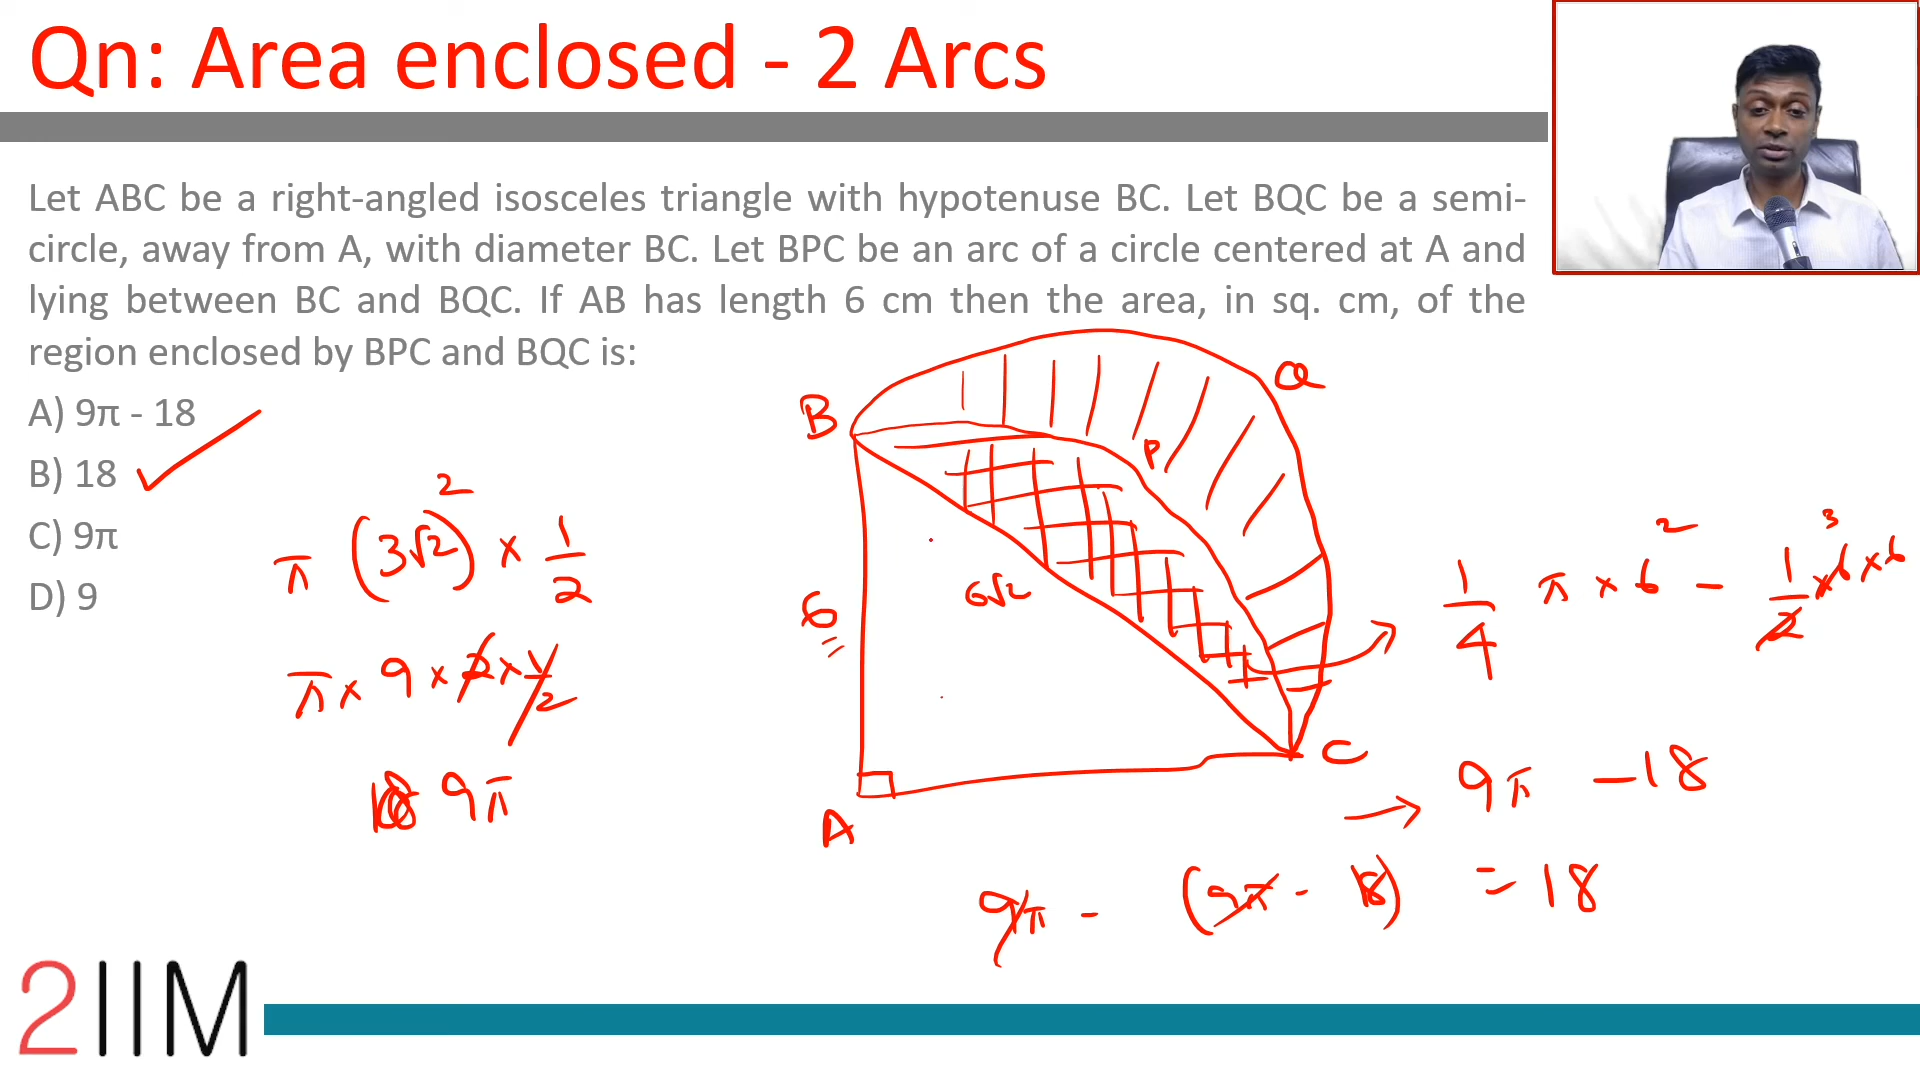 Qn: Area enclosed - 2 Arcs
Let ABC be a right-angled isosceles triangle with hypotenuse BC. Let BQC be a semi-
circle, away from A, with diameter BC. Let BPC be an arc of a circle centered at A and
lying between BC and BQC. If AB has length 6 cm then the area, in sq. cm, of the
region enclosed by BPC and BQC is:
A) 9π - 18
B) 18
C) 9π
D) 9
π (3√2)² × 1/2
π × 9 × 2 × 1/2
18 9π
B
Q
P
6
6√2
C
A
1/4 π × 6² - 1/2 × 6 × 6
3
→ 9π - 18
9π - (9π - 18) = 18
2IIM